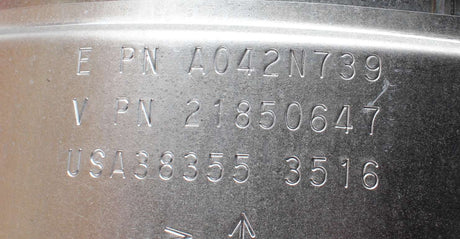 E PN A042N739
V PN 21850647
USA38355 3516